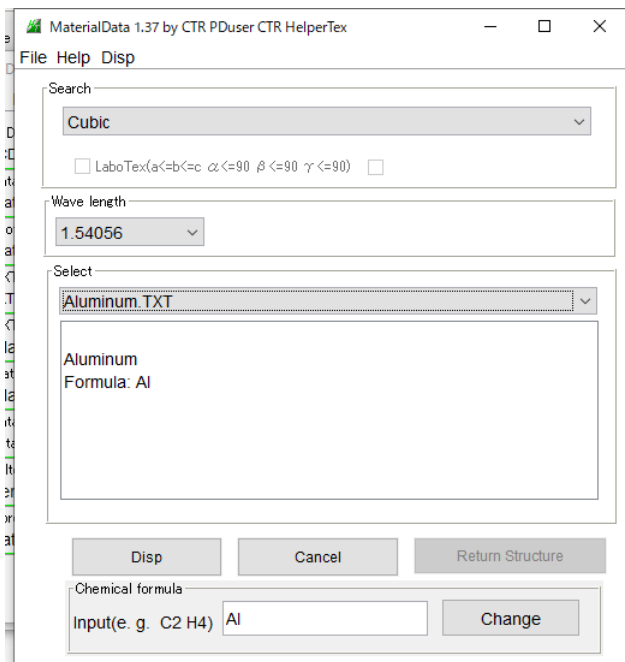 MaterialData 1.37 by CTR PDuser CTR HelperTex
File Help Disp
Search
Cubic
LaboTex(a<=b<=c α<=90 β<=90 γ<=90)
Wave length
1.54056
Select
Aluminum.TXT
Aluminum
Formula: Al
Disp Cancel Return Structure
Chemical formula
Input(e. g. C2 H4) Al Change